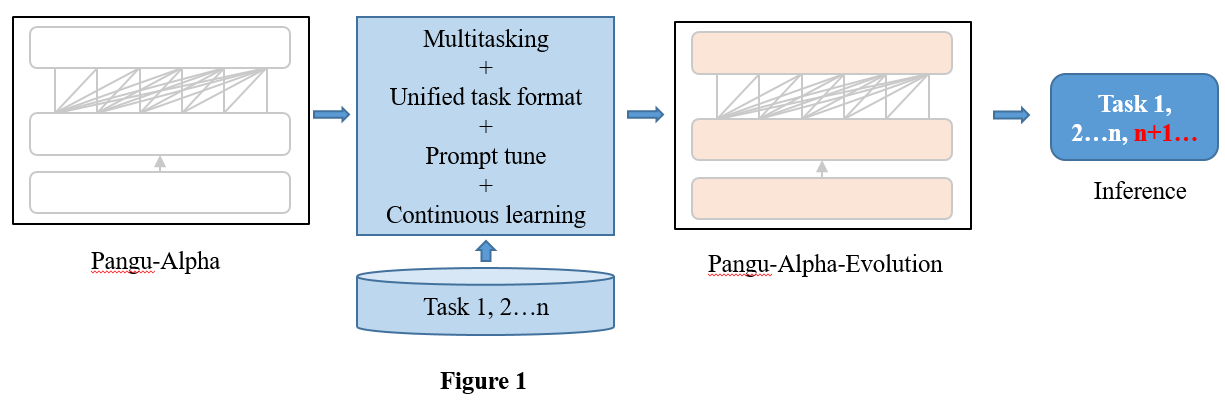 Multitasking
+
Unified task format
+
Prompt tune
+
Continuous learning
Task 1,
2…n, n+1…
Inference
Pangu-Alpha
Pangu-Alpha-Evolution
Task 1, 2…n
Figure 1